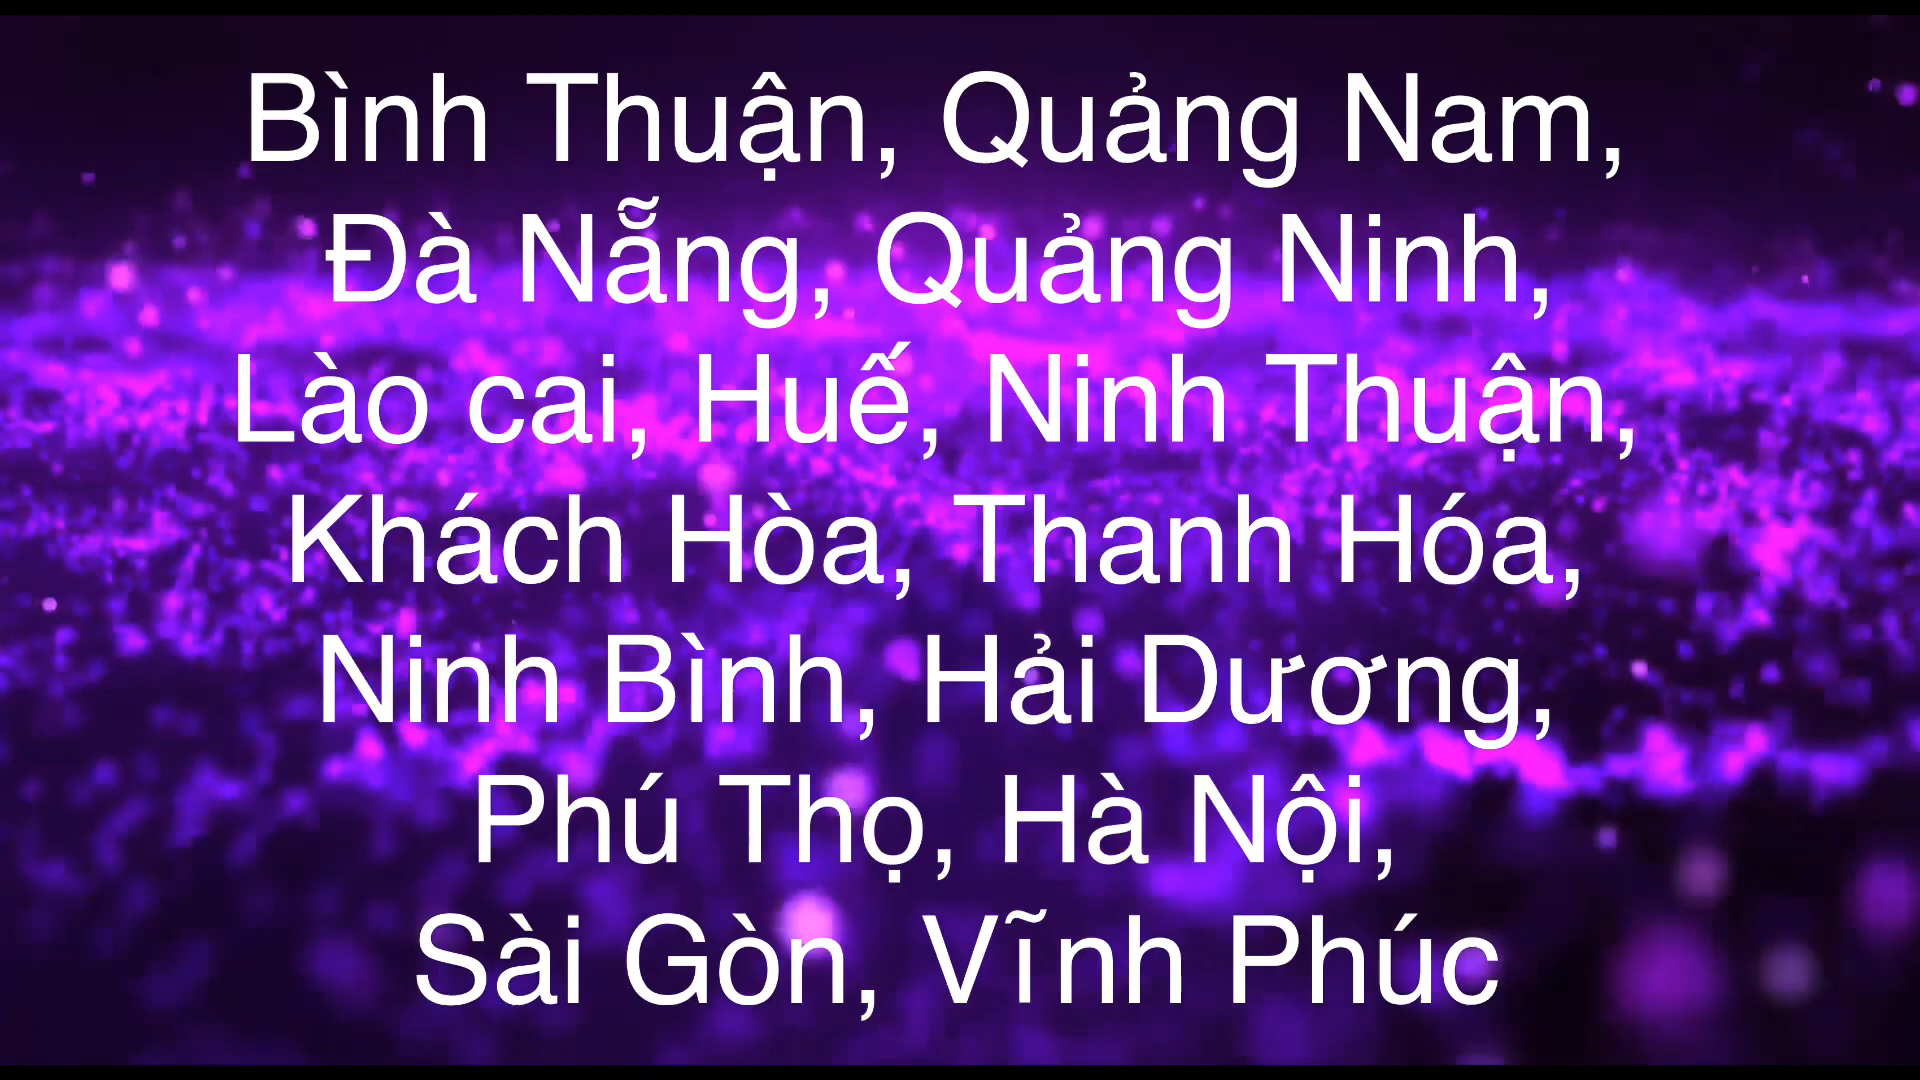 Bình Thuận, Quảng Nam,
Đà Nẵng, Quảng Ninh,
Lào cai, Huế, Ninh Thuận,
Khách Hòa, Thanh Hóa,
Ninh Bình, Hải Dương,
Phú Thọ, Hà Nội,
Sài Gòn, Vĩnh Phúc